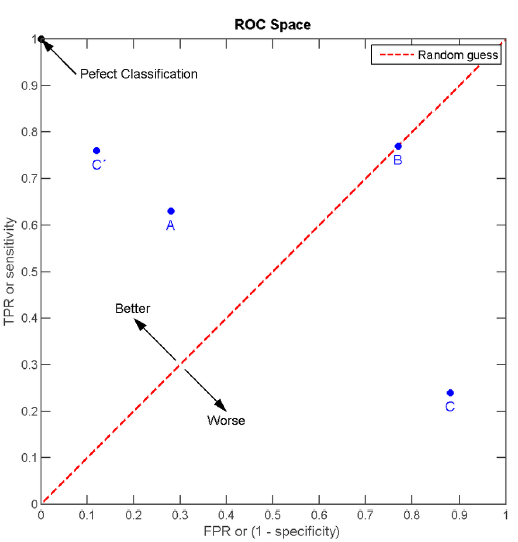 ROC Space
1
Random guess
Pefect Classification
0.9
0.8
C´
B
0.7
A
0.6
TPR or sensitivity
0.5
0.4
Better
0.3
0.2
Worse
C
0.1
0
0 0.1 0.2 0.3 0.4 0.5 0.6 0.7 0.8 0.9 1
FPR or (1 - specificity)